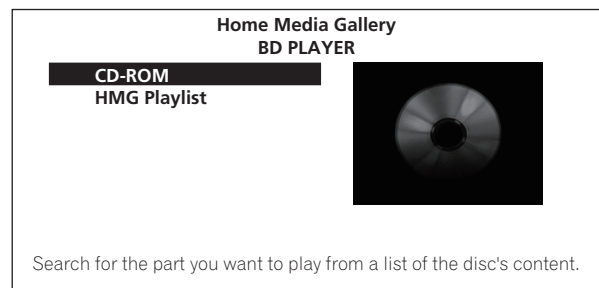 Home Media Gallery
BD PLAYER
CD-ROM
HMG Playlist
Search for the part you want to play from a list of the disc's content.